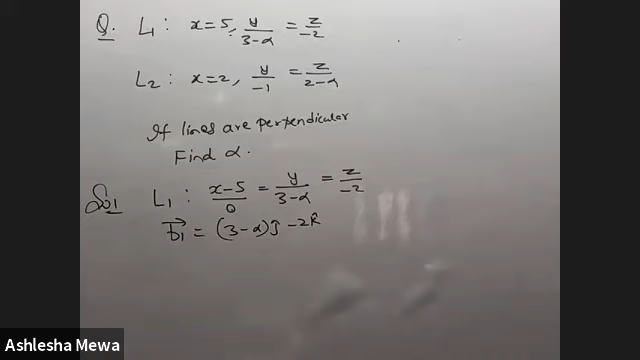 Q. L₁ : x=5, y/(3-α) = z/-2
L₂ : x=2, y/-1 = z/(2-α)
If lines are perpendicular
Find α.
Sol L₁ : (x-5)/0 = y/(3-α) = z/-2
b₁⃗ = (3-α)ĵ -2k̂
Ashlesha Mewa